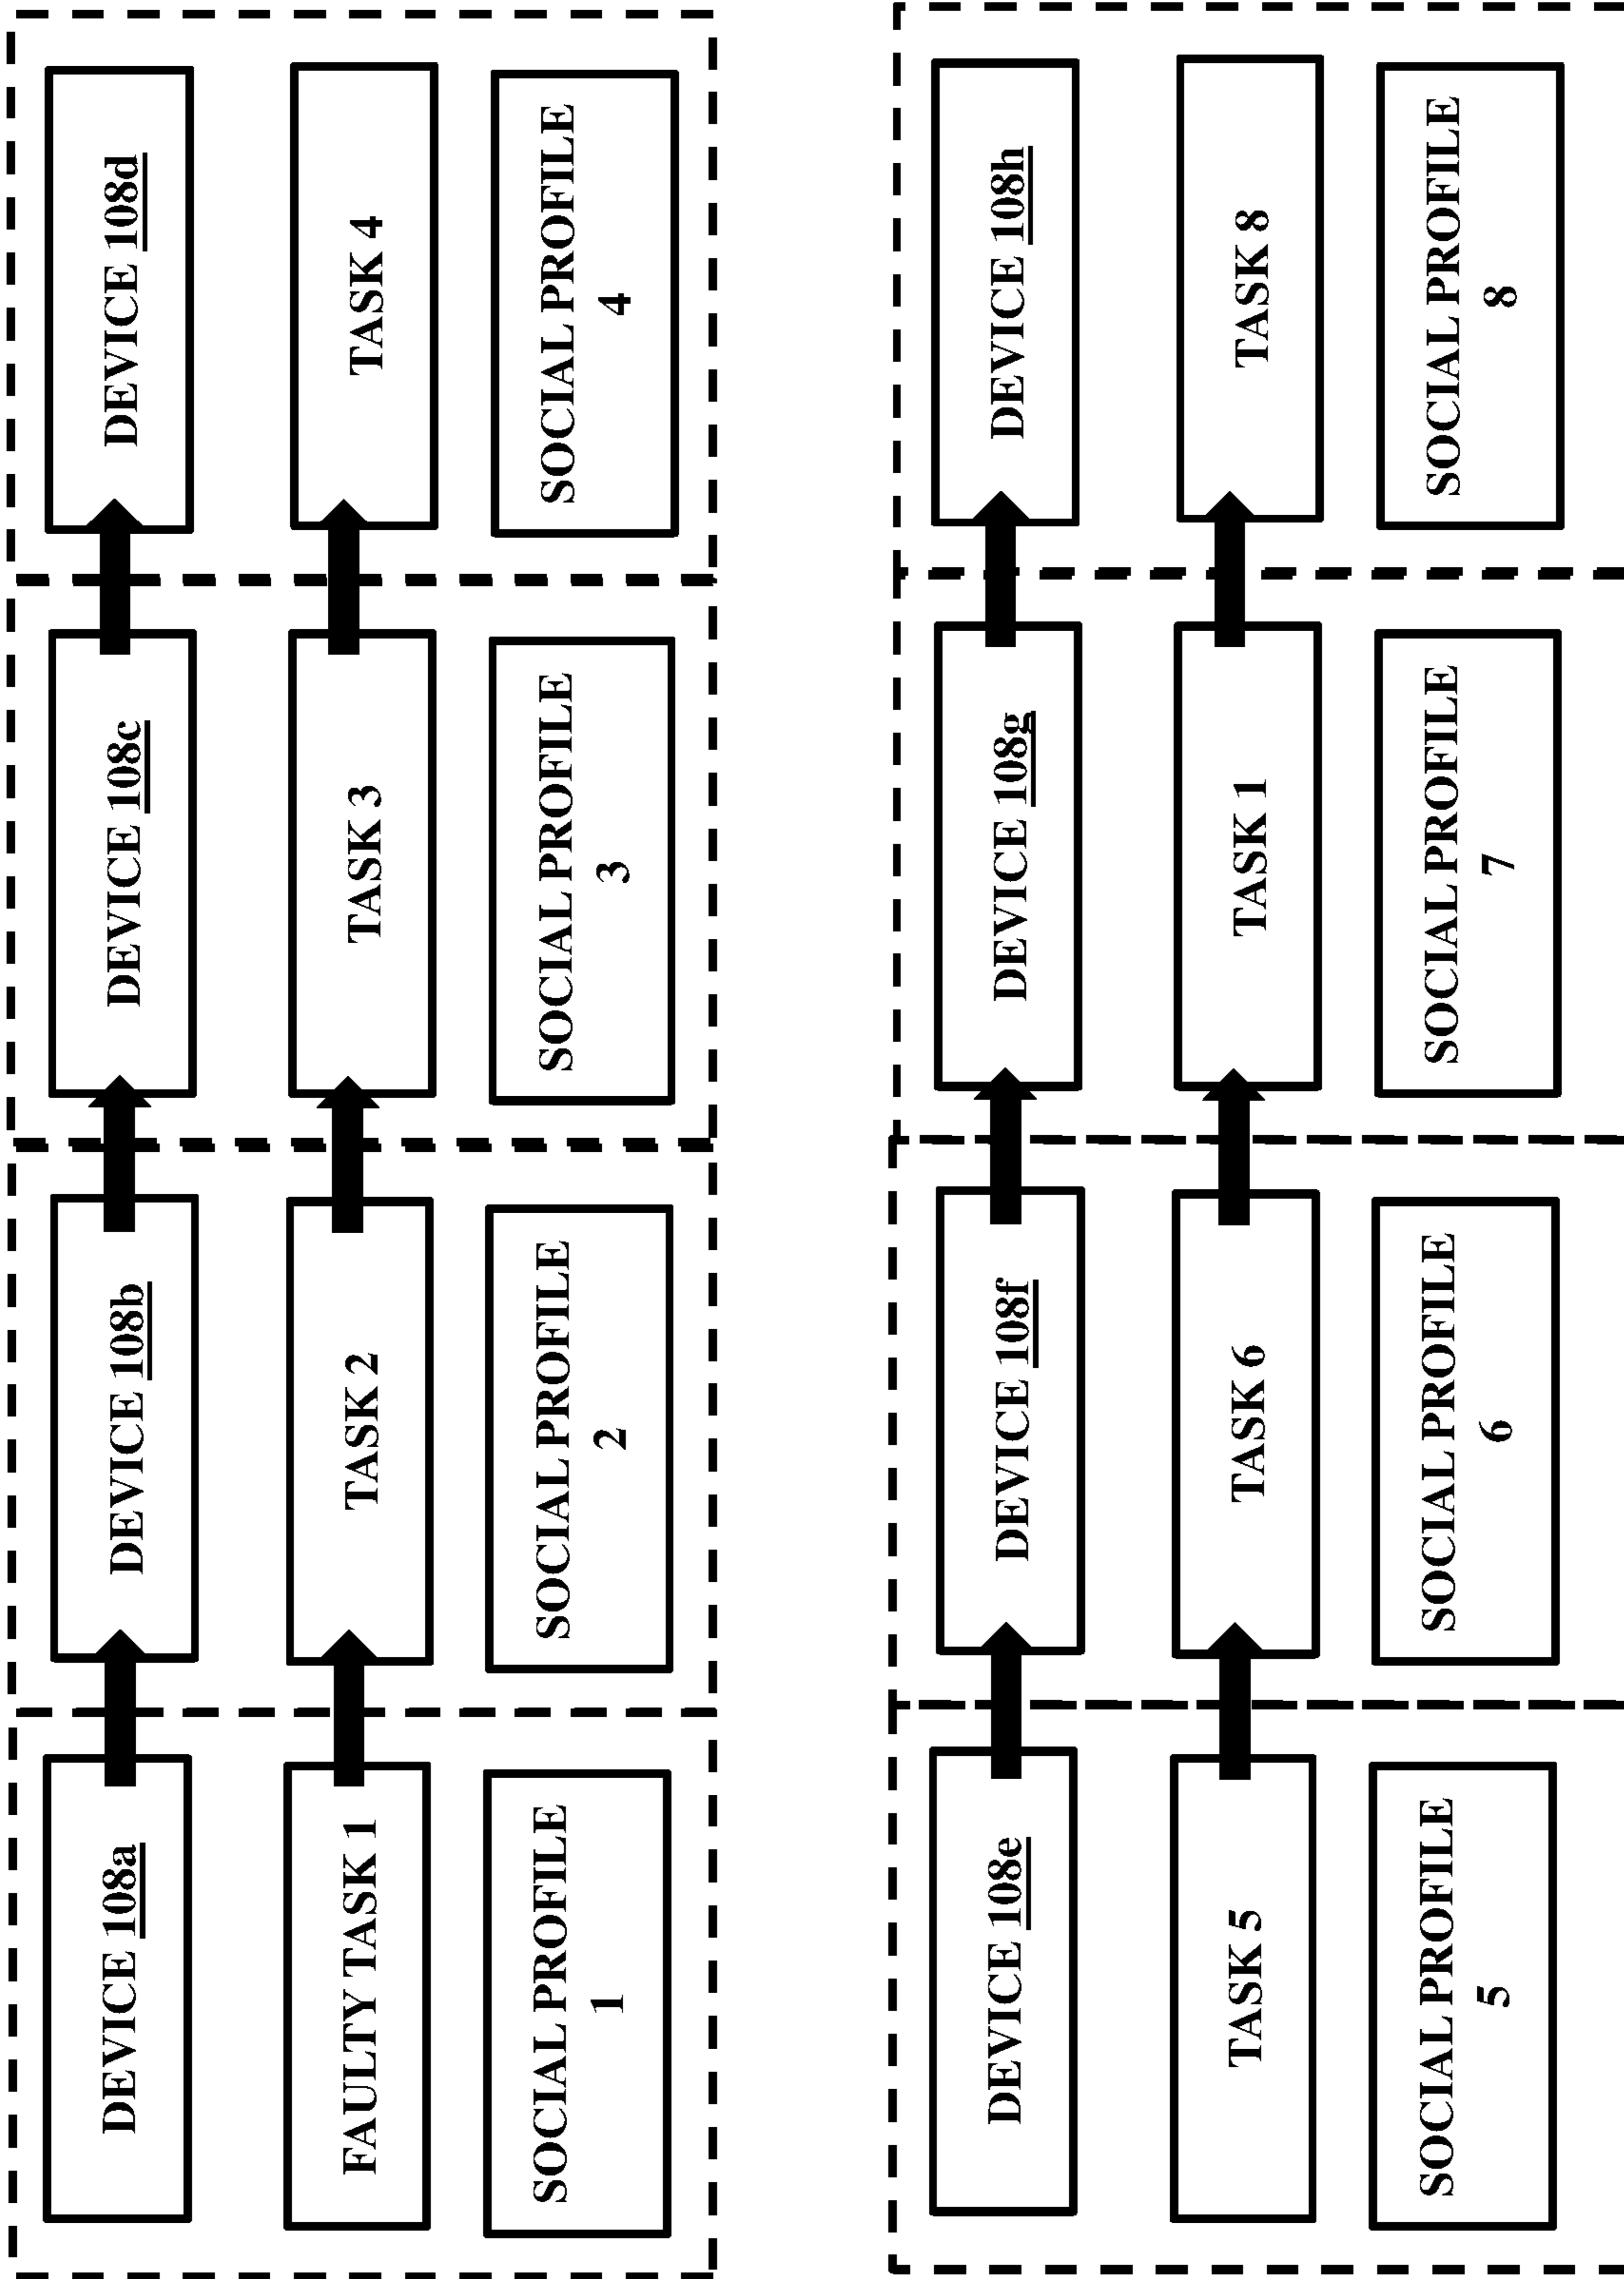 DEVICE 108a
DEVICE 108b
DEVICE 108c
DEVICE 108d
FAULTY TASK 1
TASK 2
TASK 3
TASK 4
SOCIAL PROFILE
1
SOCIAL PROFILE
2
SOCIAL PROFILE
3
SOCIAL PROFILE
4
DEVICE 108e
DEVICE 108f
DEVICE 108g
DEVICE 108h
TASK 5
TASK 6
TASK 1
TASK 8
SOCIAL PROFILE
5
SOCIAL PROFILE
6
SOCIAL PROFILE
7
SOCIAL PROFILE
8